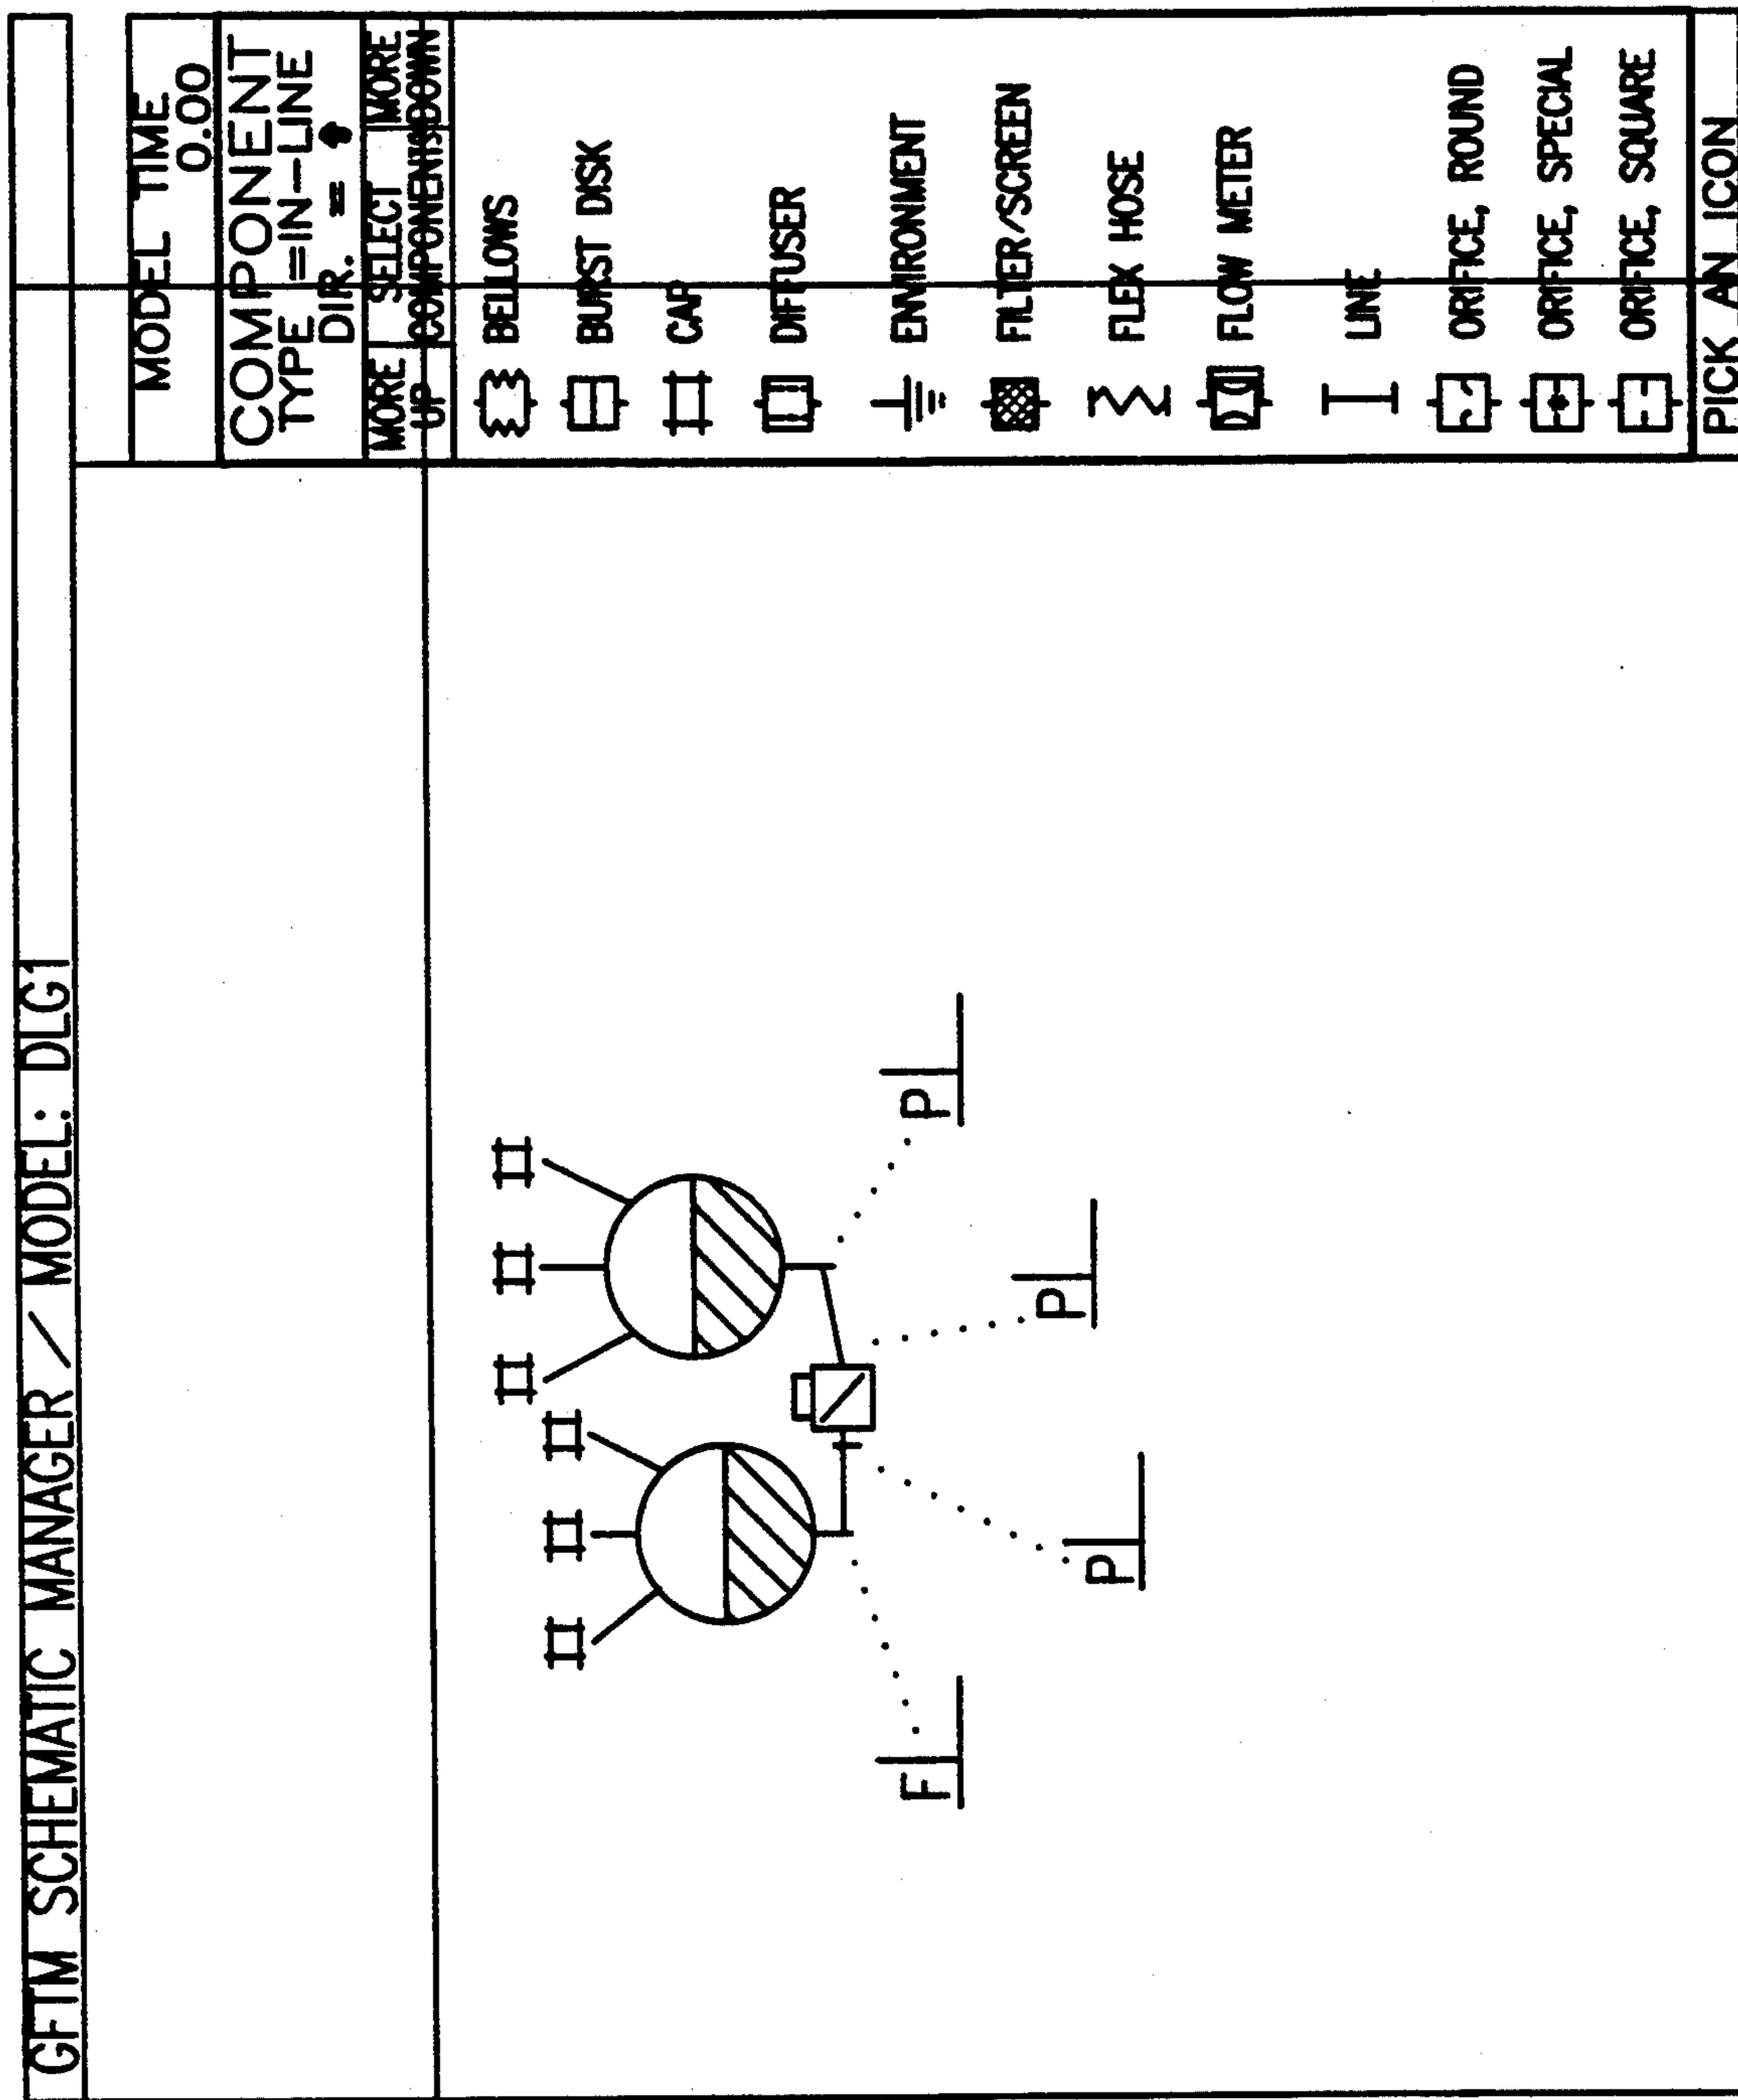 GFTM SCHEMATIC MANAGER / MODEL: DLG1
MODEL TIME
0.00
COMPONENT
TYPE =IN-LINE
DIR. =
MORE UP
SELECT COMPONENTS
MORE DOWN
BELLOWS
BURST DISK
CAP
DIFFUSER
ENVIRONMENT
FILTER/SCREEN
FLEX HOSE
FLOW METER
LINE
ORIFICE, ROUND
ORIFICE, SPECIAL
ORIFICE, SQUARE
PICK AN ICON
F
P
P
P